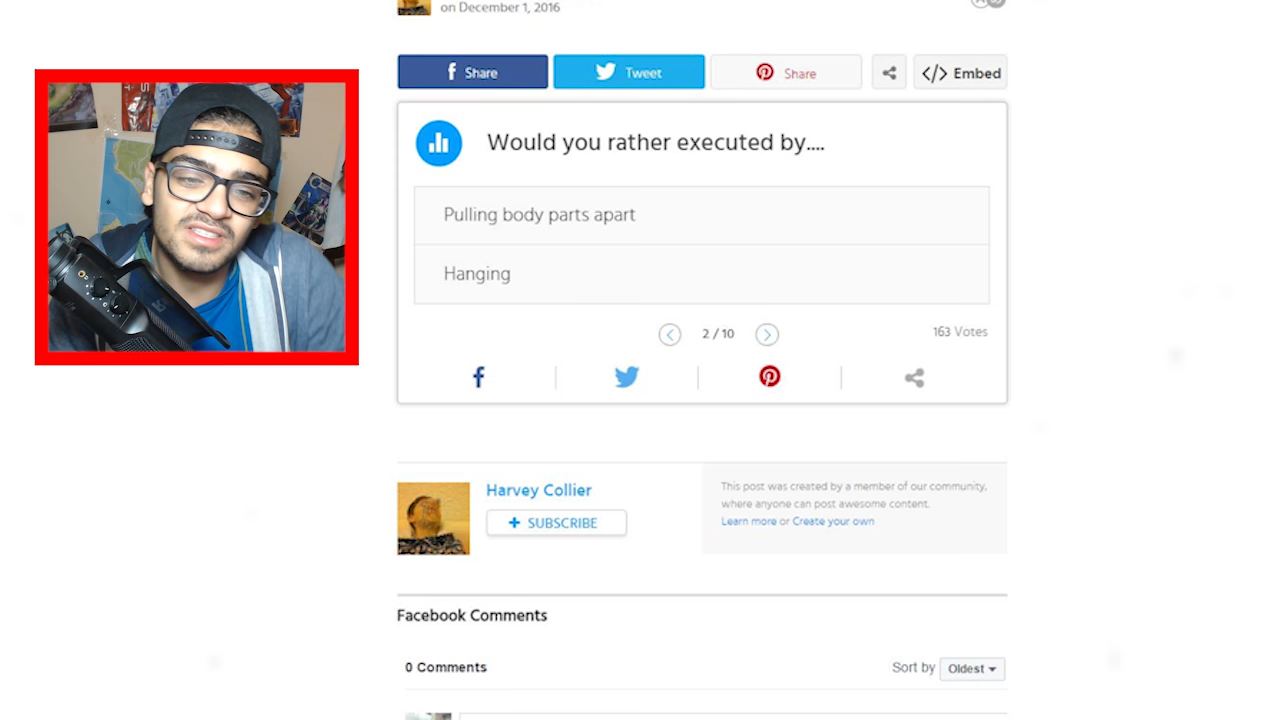 on December 1, 2016
f Share
Tweet
Share
</> Embed
Would you rather executed by....
Pulling body parts apart
Hanging
2 / 10
163 Votes
Harvey Collier
+ SUBSCRIBE
This post was created by a member of our community,
where anyone can post awesome content.
Learn more or Create your own
Facebook Comments
0 Comments
Sort by Oldest